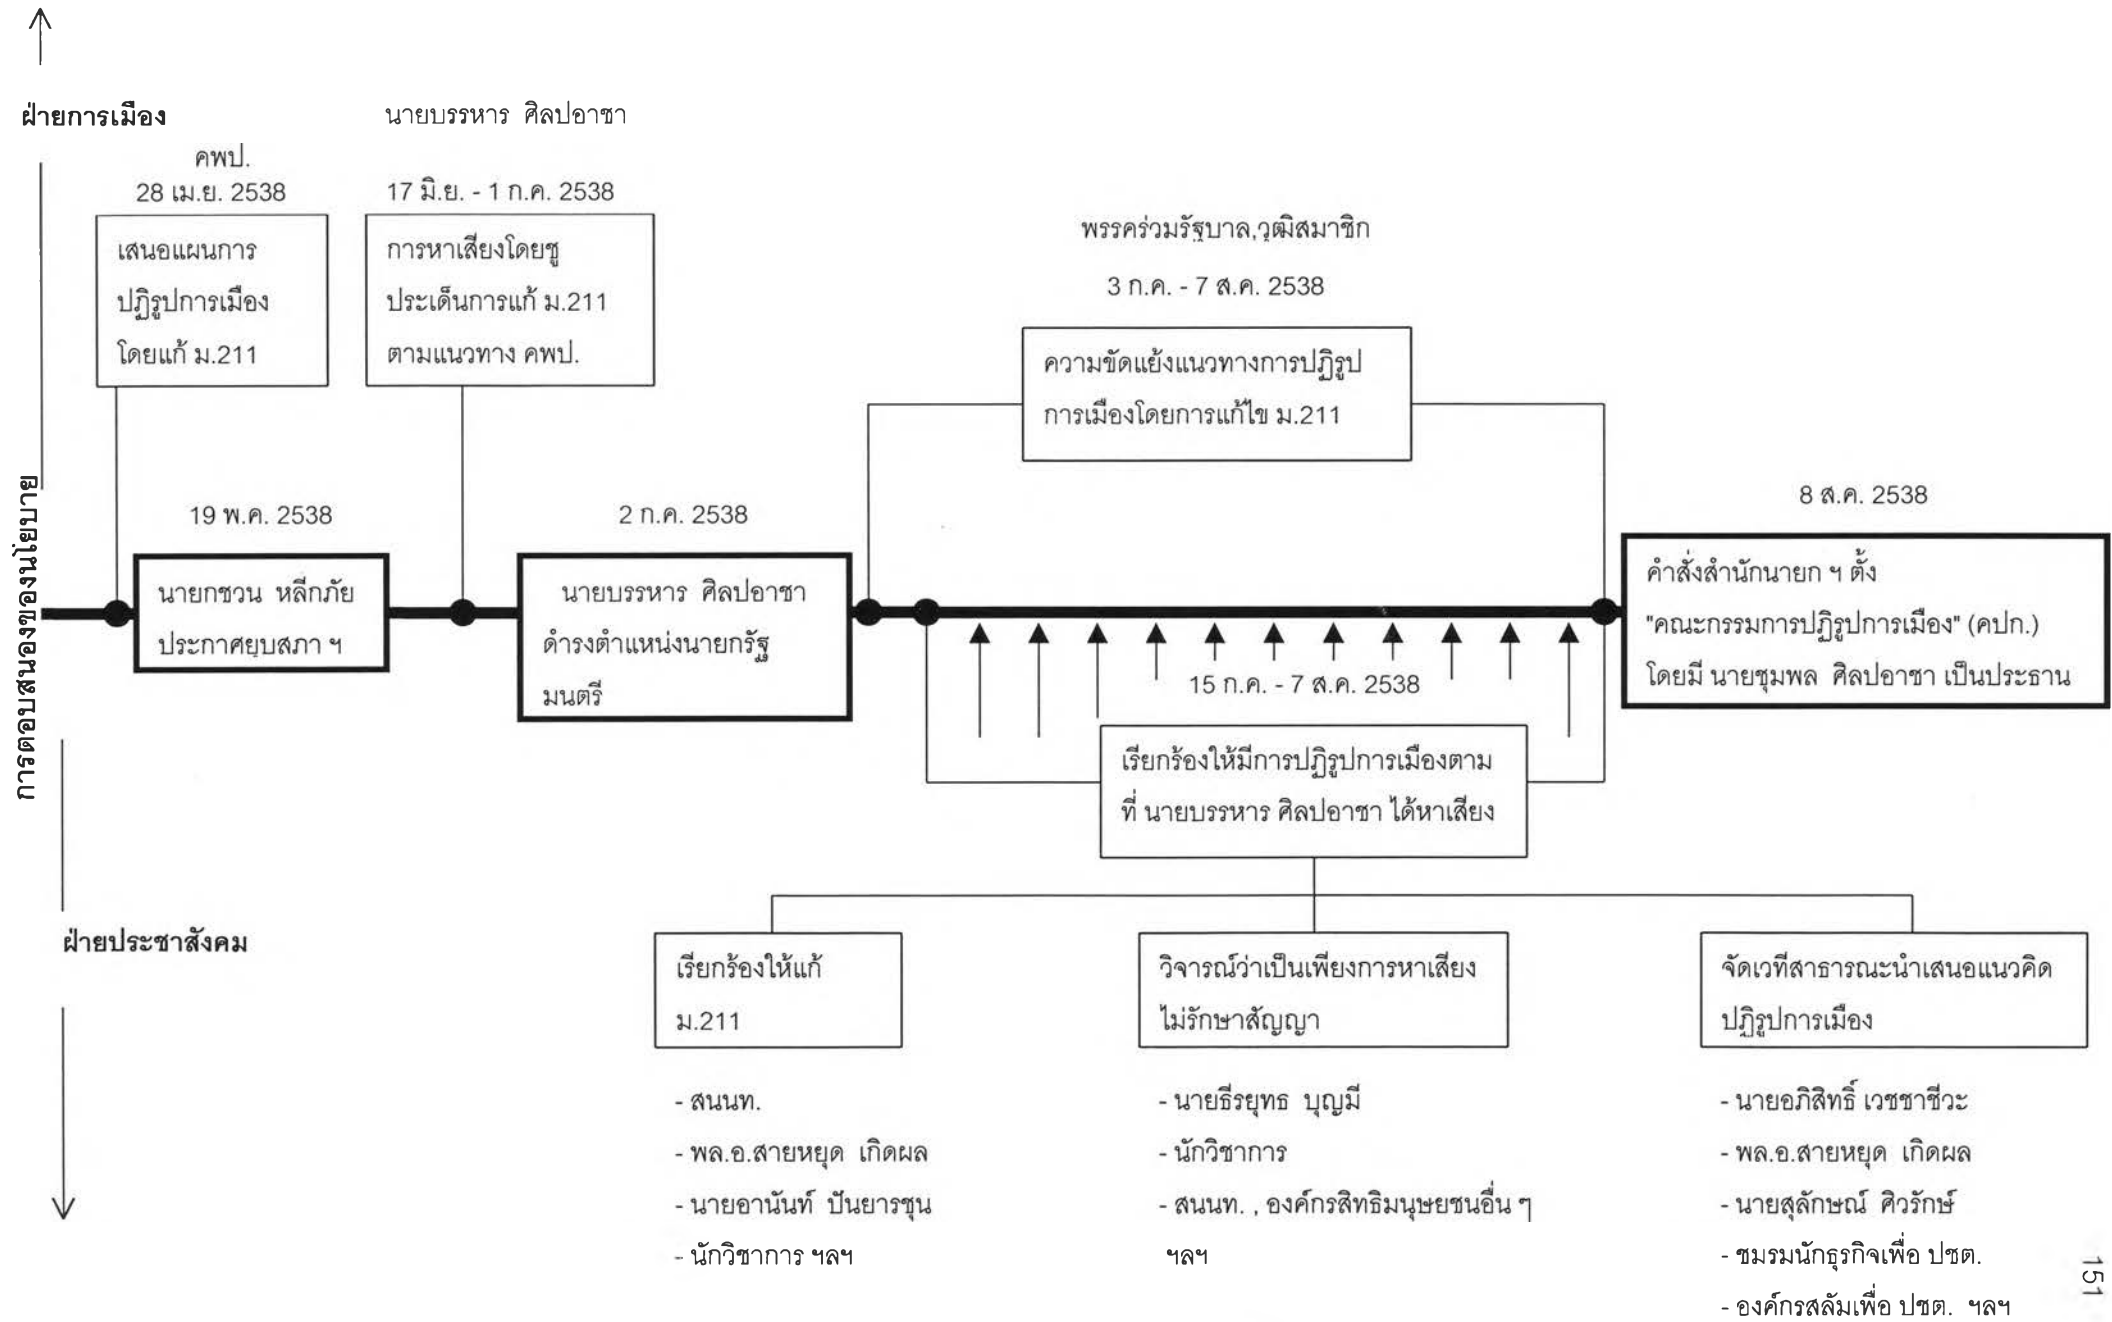 ฝ่ายการเมือง
คพป.
28 เม.ย. 2538
เสนอแผนการ
ปฏิรูปการเมือง
โดยแก้ ม.211
นายบรรหาร ศิลปอาชา
17 มิ.ย. - 1 ก.ค. 2538
การหาเสียงโดยชู
ประเด็นการแก้ ม.211
ตามแนวทาง คพป.
พรรคร่วมรัฐบาล,วุฒิสมาชิก
3 ก.ค. - 7 ส.ค. 2538
ความขัดแย้งแนวทางการปฏิรูป
การเมืองโดยการแก้ไข ม.211
การตอบสนองของนโยบาย
19 พ.ค. 2538
นายกชวน หลีกภัย
ประกาศยุบสภา ฯ
2 ก.ค. 2538
นายบรรหาร ศิลปอาชา
ดำรงตำแหน่งนายกรัฐ
มนตรี
8 ส.ค. 2538
คำสั่งสำนักนายก ฯ ตั้ง
"คณะกรรมการปฏิรูปการเมือง" (คปก.)
โดยมี นายชุมพล ศิลปอาชา เป็นประธาน
15 ก.ค. - 7 ส.ค. 2538
เรียกร้องให้มีการปฏิรูปการเมืองตาม
ที่ นายบรรหาร ศิลปอาชา ได้หาเสียง
ฝ่ายประชาสังคม
เรียกร้องให้แก้
ม.211
- สนนท.
- พล.อ.สายหยุด เกิดผล
- นายอานันท์ ปันยารชุน
- นักวิชาการ ฯลฯ
วิจารณ์ว่าเป็นเพียงการหาเสียง
ไม่รักษาสัญญา
- นายธีรยุทธ บุญมี
- นักวิชาการ
- สนนท. , องค์กรสิทธิมนุษยชนอื่น ๆ
ฯลฯ
จัดเวทีสาธารณะนำเสนอแนวคิด
ปฏิรูปการเมือง
- นายอภิสิทธิ์ เวชชาชีวะ
- พล.อ.สายหยุด เกิดผล
- นายสุลักษณ์ ศิวรักษ์
- ชมรมนักธุรกิจเพื่อ ปชต.
- องค์กรสลัมเพื่อ ปชต. ฯลฯ
151